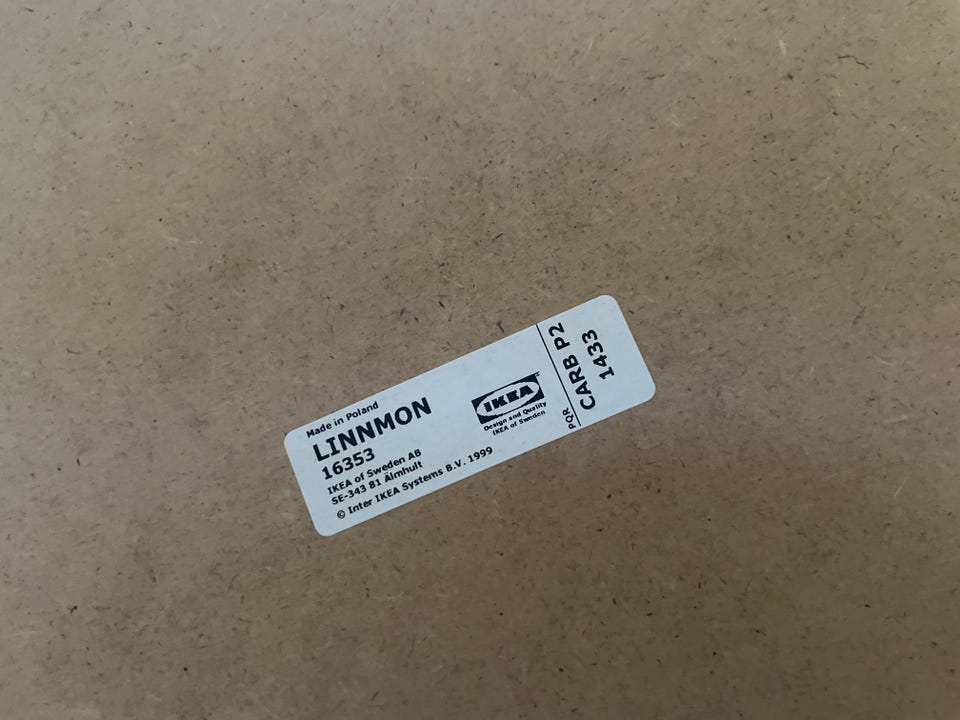 Made in Poland
LINNMON
16353
IKEA of Sweden AB
SE-343 81 Älmhult
© Inter IKEA Systems B.V. 1999
IKEA
Design and Quality
IKEA of Sweden
PQR
CARB P2
1433